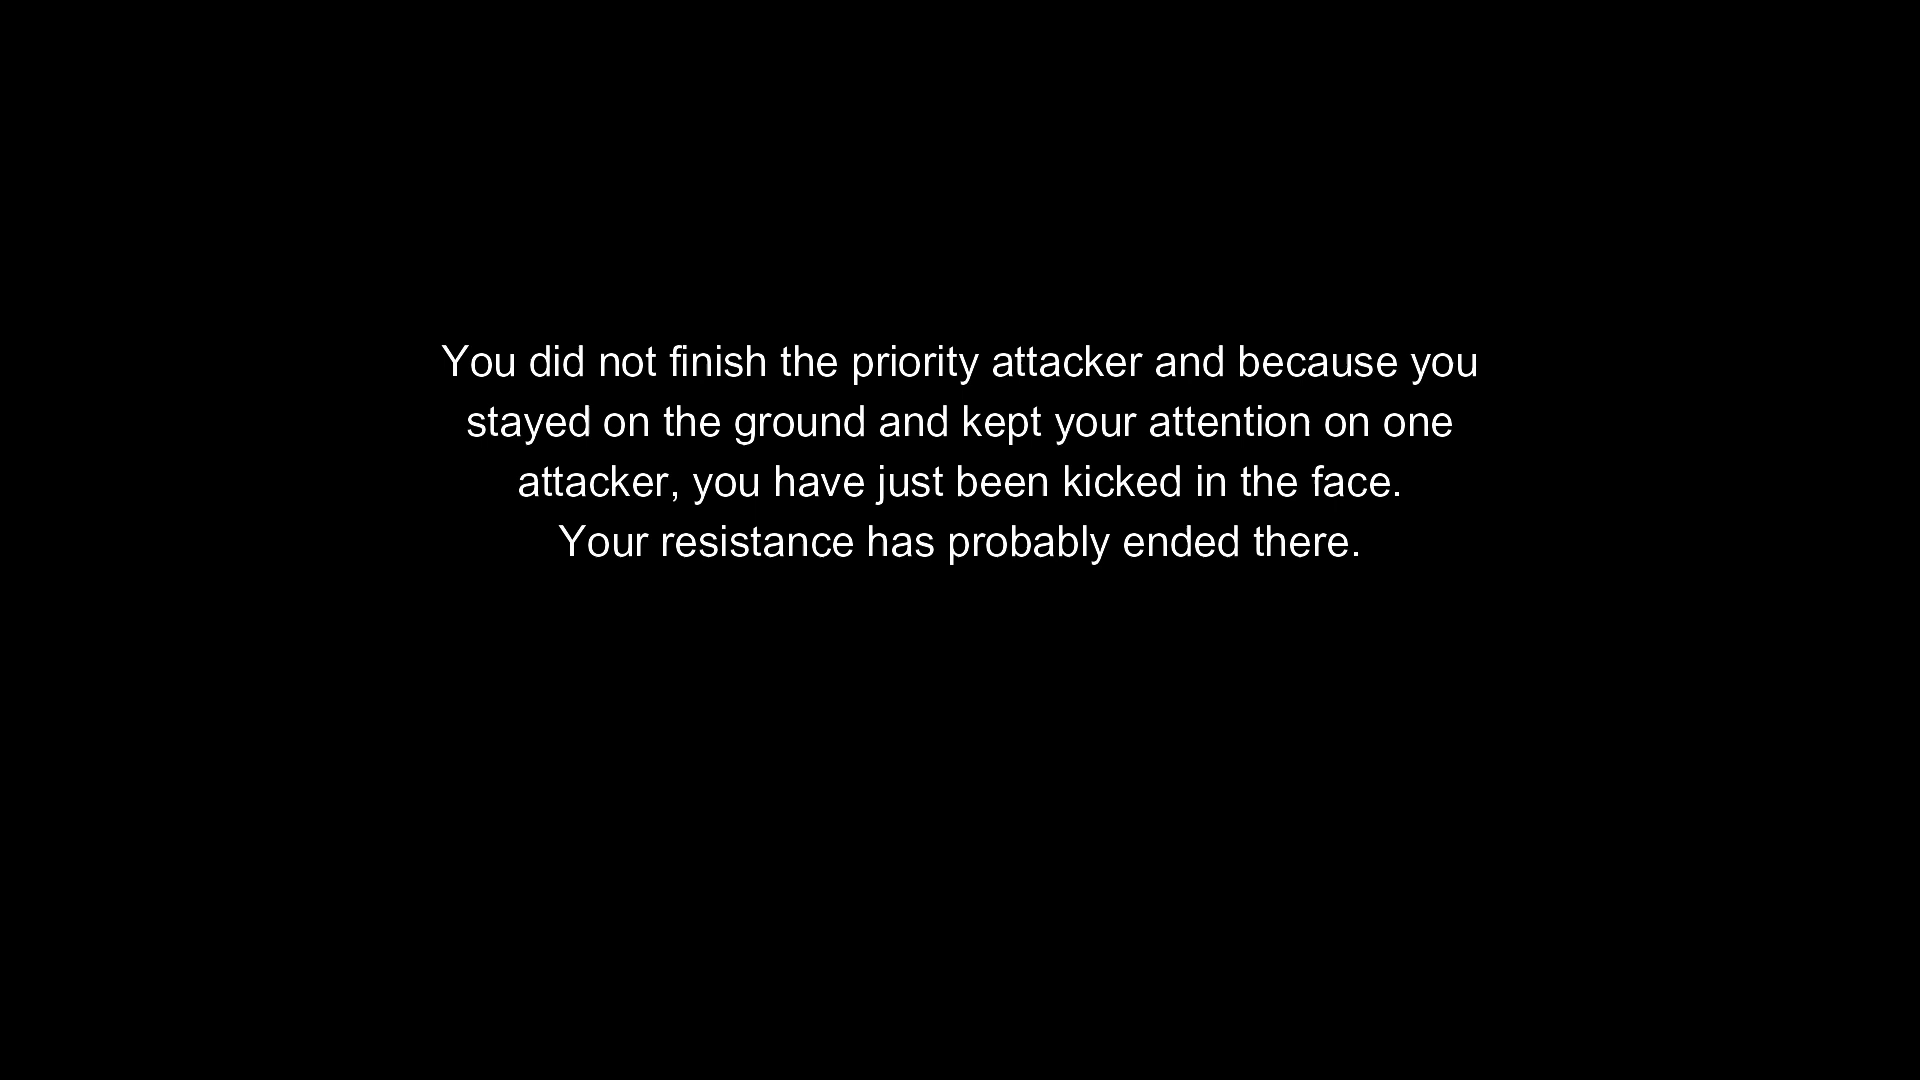 You did not finish the priority attacker and because you
stayed on the ground and kept your attention on one
attacker, you have just been kicked in the face.
Your resistance has probably ended there.